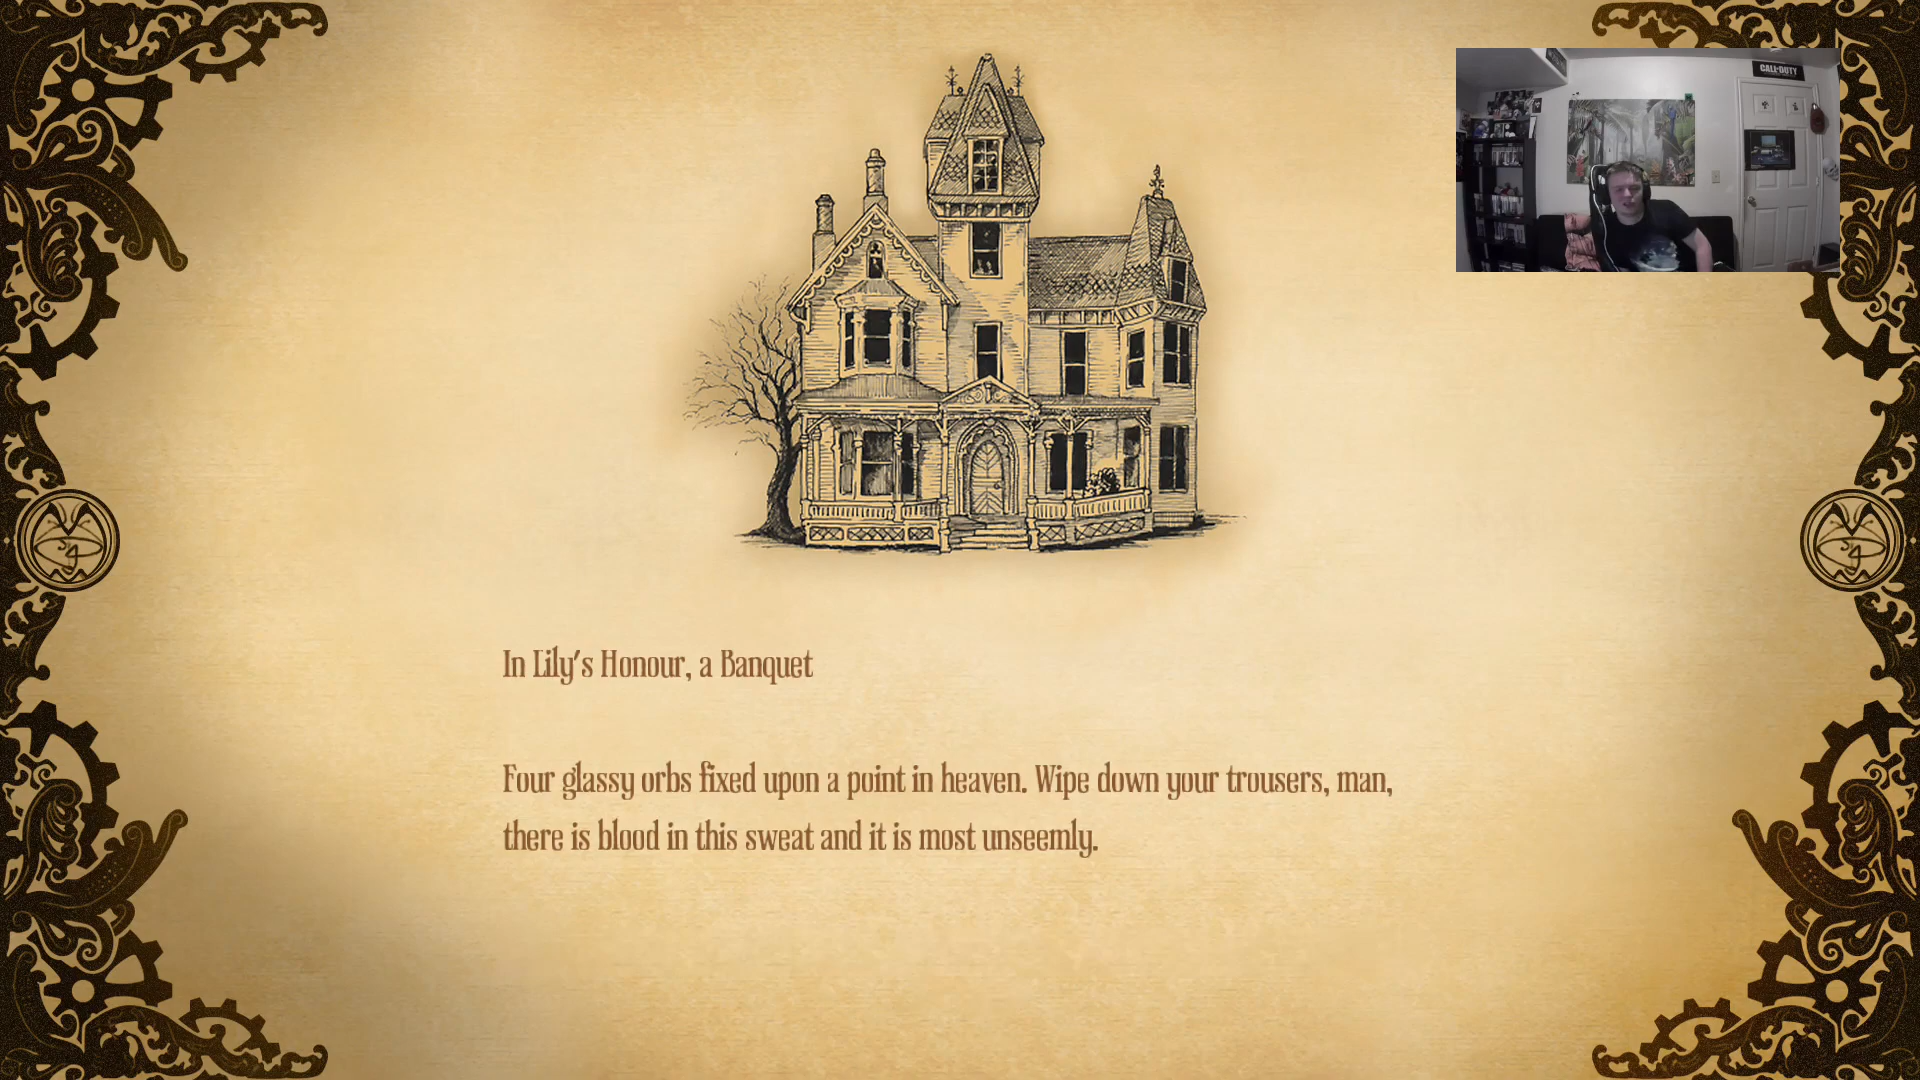 CALL OF DUTY
In Lily's Honour, a Banquet
Four glassy orbs fixed upon a point in heaven. Wipe down your trousers, man,
there is blood in this sweat and it is most unseemly.